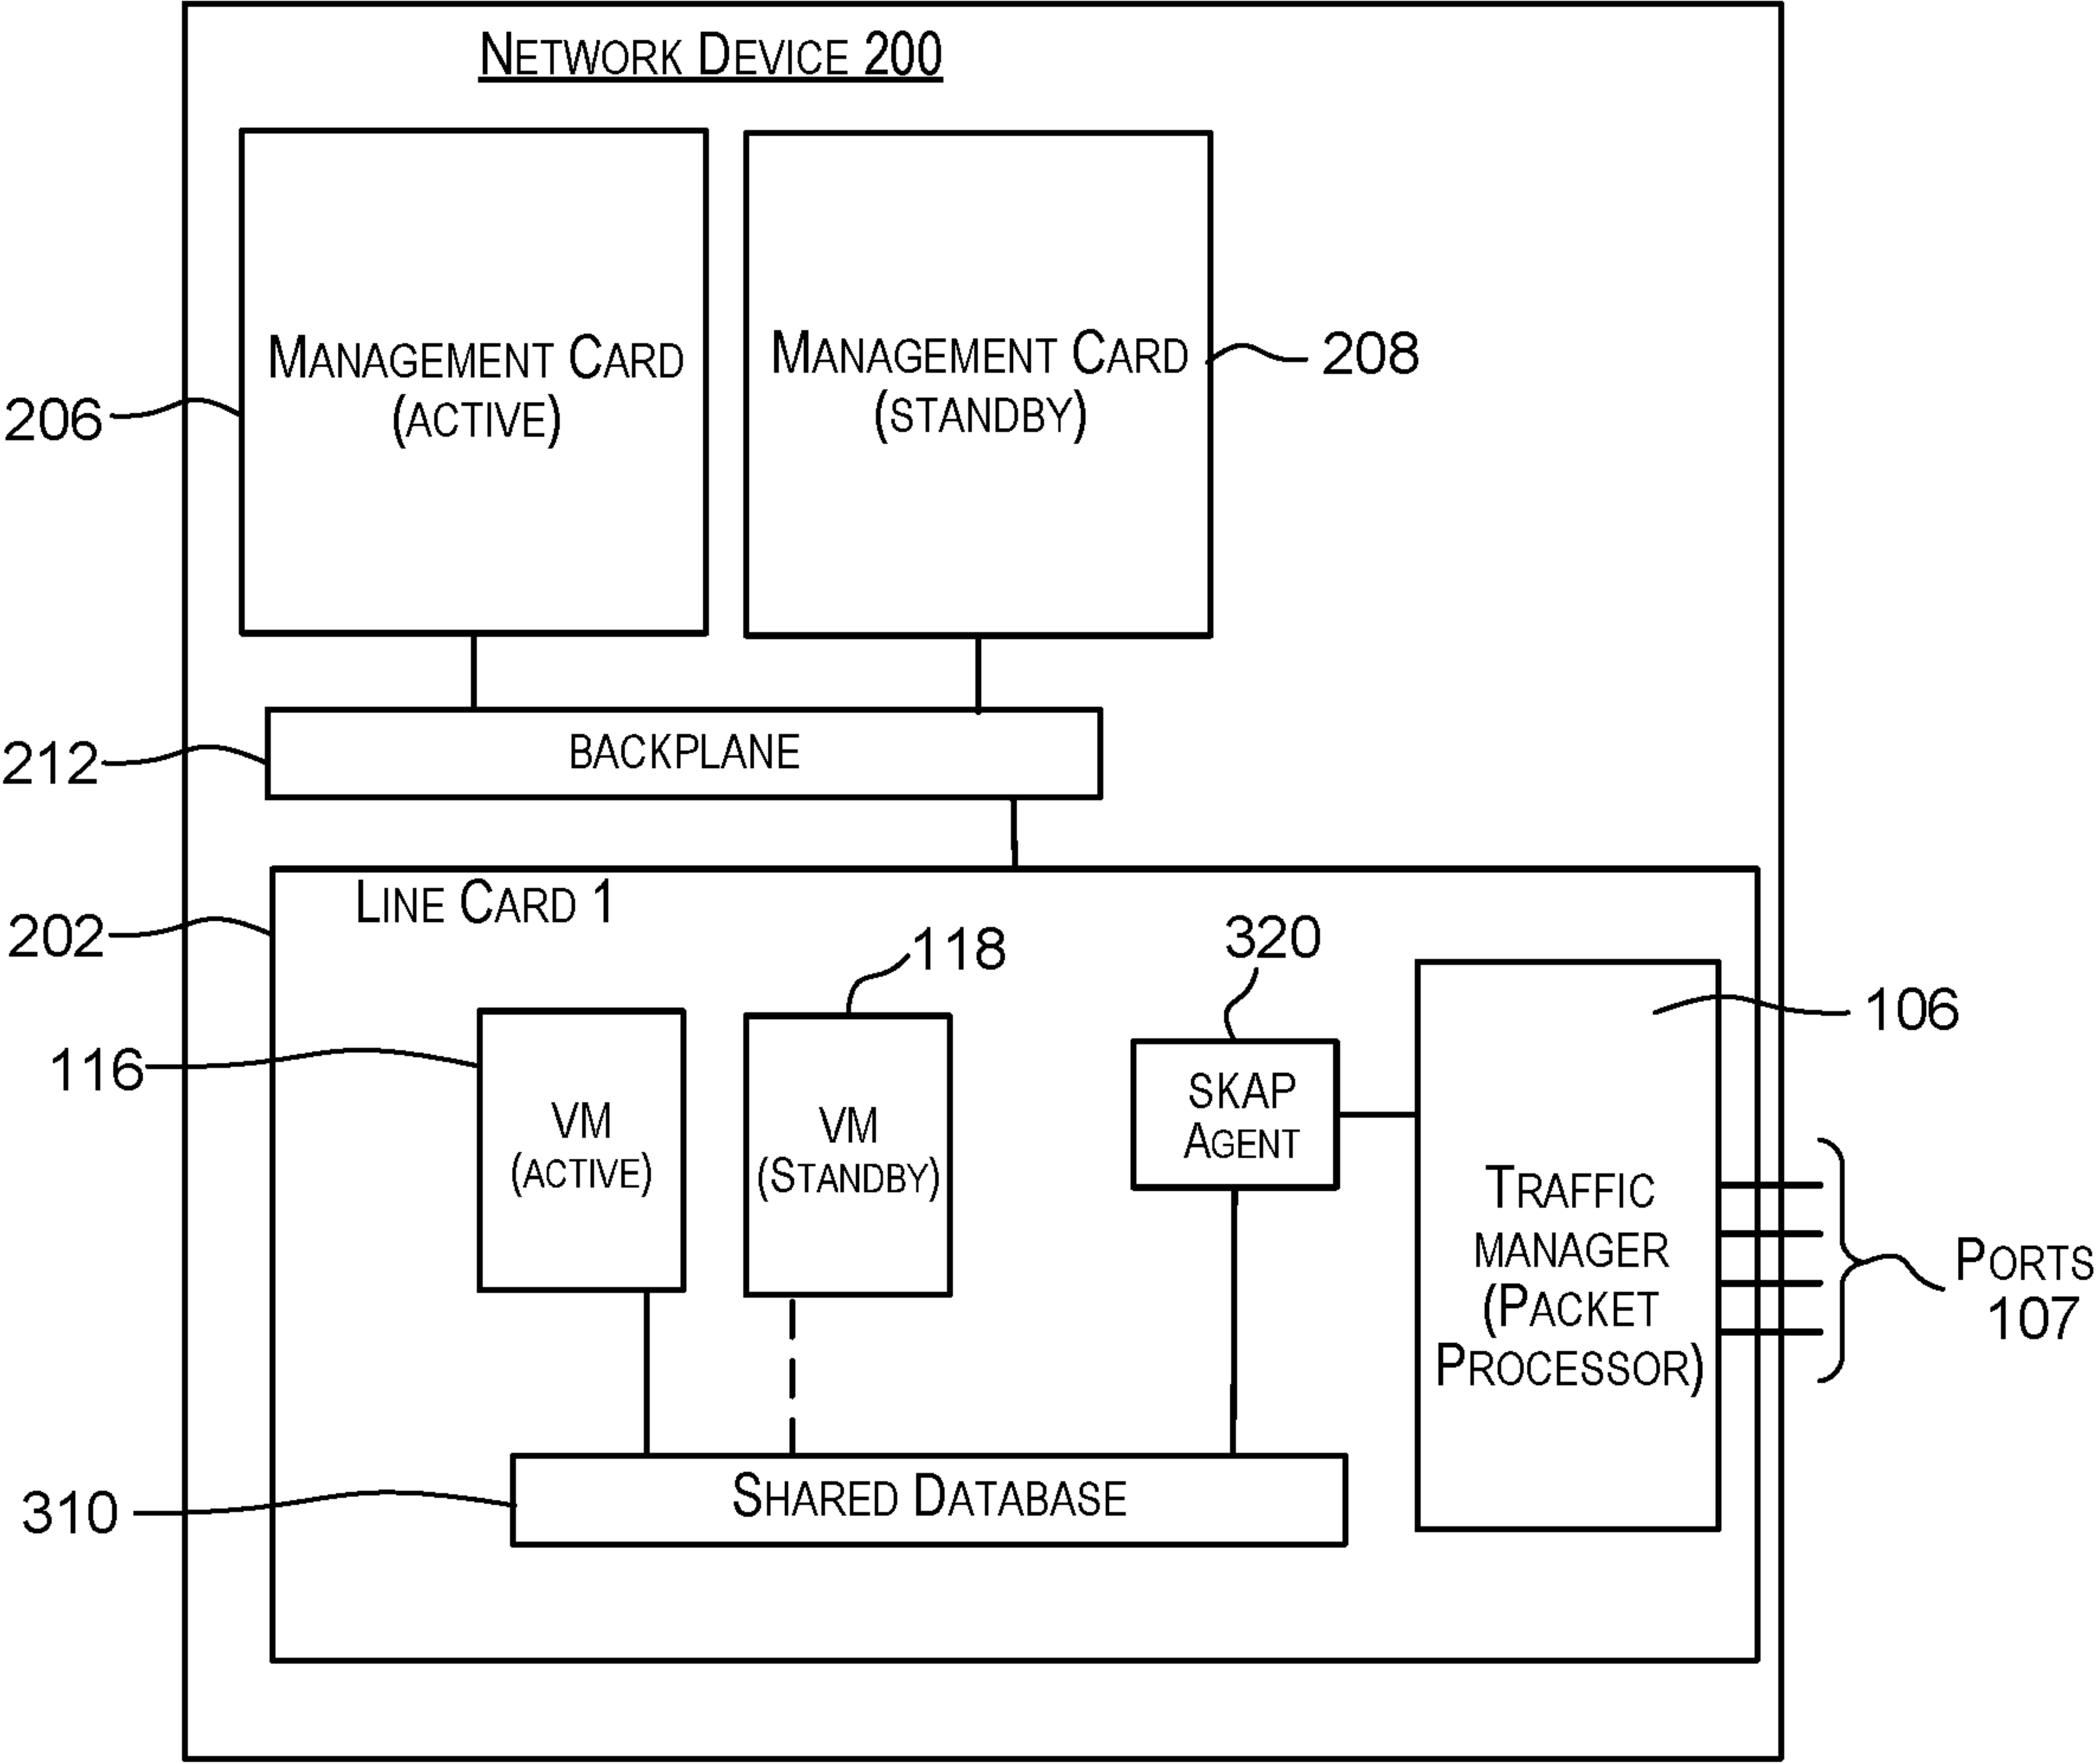 NETWORK DEVICE 200
MANAGEMENT CARD
(ACTIVE)
MANAGEMENT CARD
(STANDBY)
208
206
BACKPLANE
212
LINE CARD 1
202
118
320
106
116
VM
(ACTIVE)
VM
(STANDBY)
SKAP
AGENT
TRAFFIC
MANAGER
(PACKET
PROCESSOR)
PORTS
107
SHARED DATABASE
310